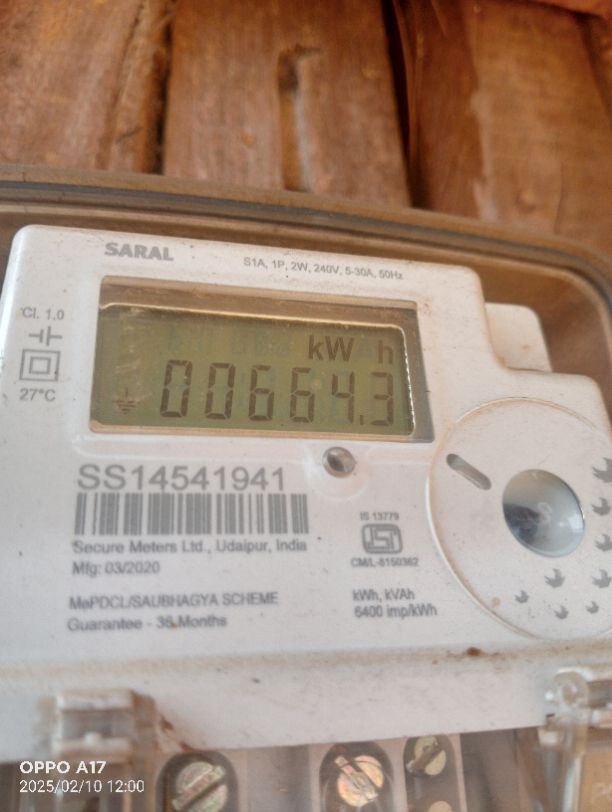 SARAL
S1A, 1P, 2W, 240V, 5-30A, 50Hz
Cl. 1.0
27°C
kW h
00664.3
SS14541941
Secure Meters Ltd., Udaipur, India
Mfg: 03/2020
MePDCL/SAUBHAGYA SCHEME
Guarantee - 36 Months
IS 13779
CM/L-8150362
kWh, kVAh
6400 imp/kWh
OPPO A17
2025/02/10 12:00